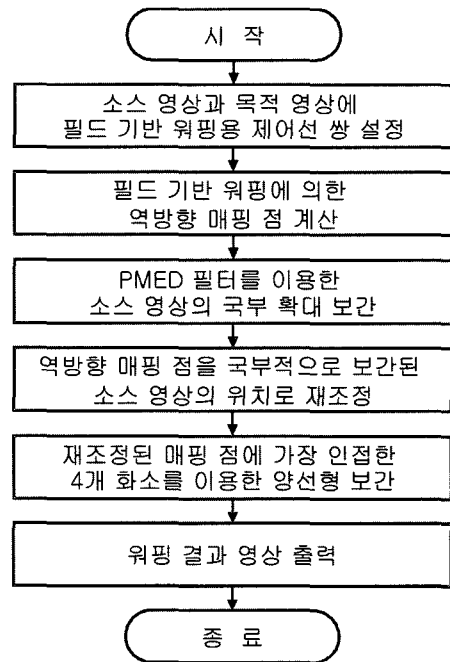 시 작
소스 영상과 목적 영상에
필드 기반 워핑용 제어선 쌍 설정
필드 기반 워핑에 의한
역방향 매핑 점 계산
PMED 필터를 이용한
소스 영상의 국부 확대 보간
역방향 매핑 점을 국부적으로 보간된
소스 영상의 위치로 재조정
재조정된 매핑 점에 가장 인접한
4개 화소를 이용한 양선형 보간
워핑 결과 영상 출력
종 료